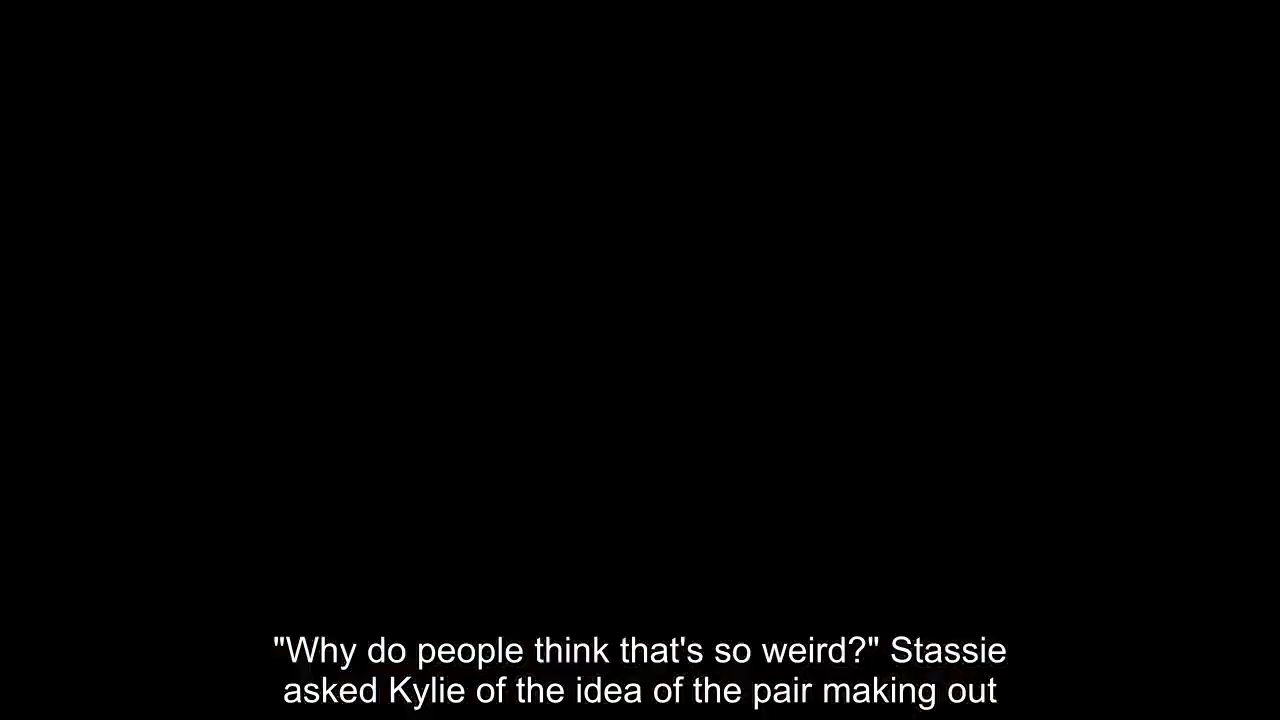 "Why do people think that's so weird?" Stassie
asked Kylie of the idea of the pair making out